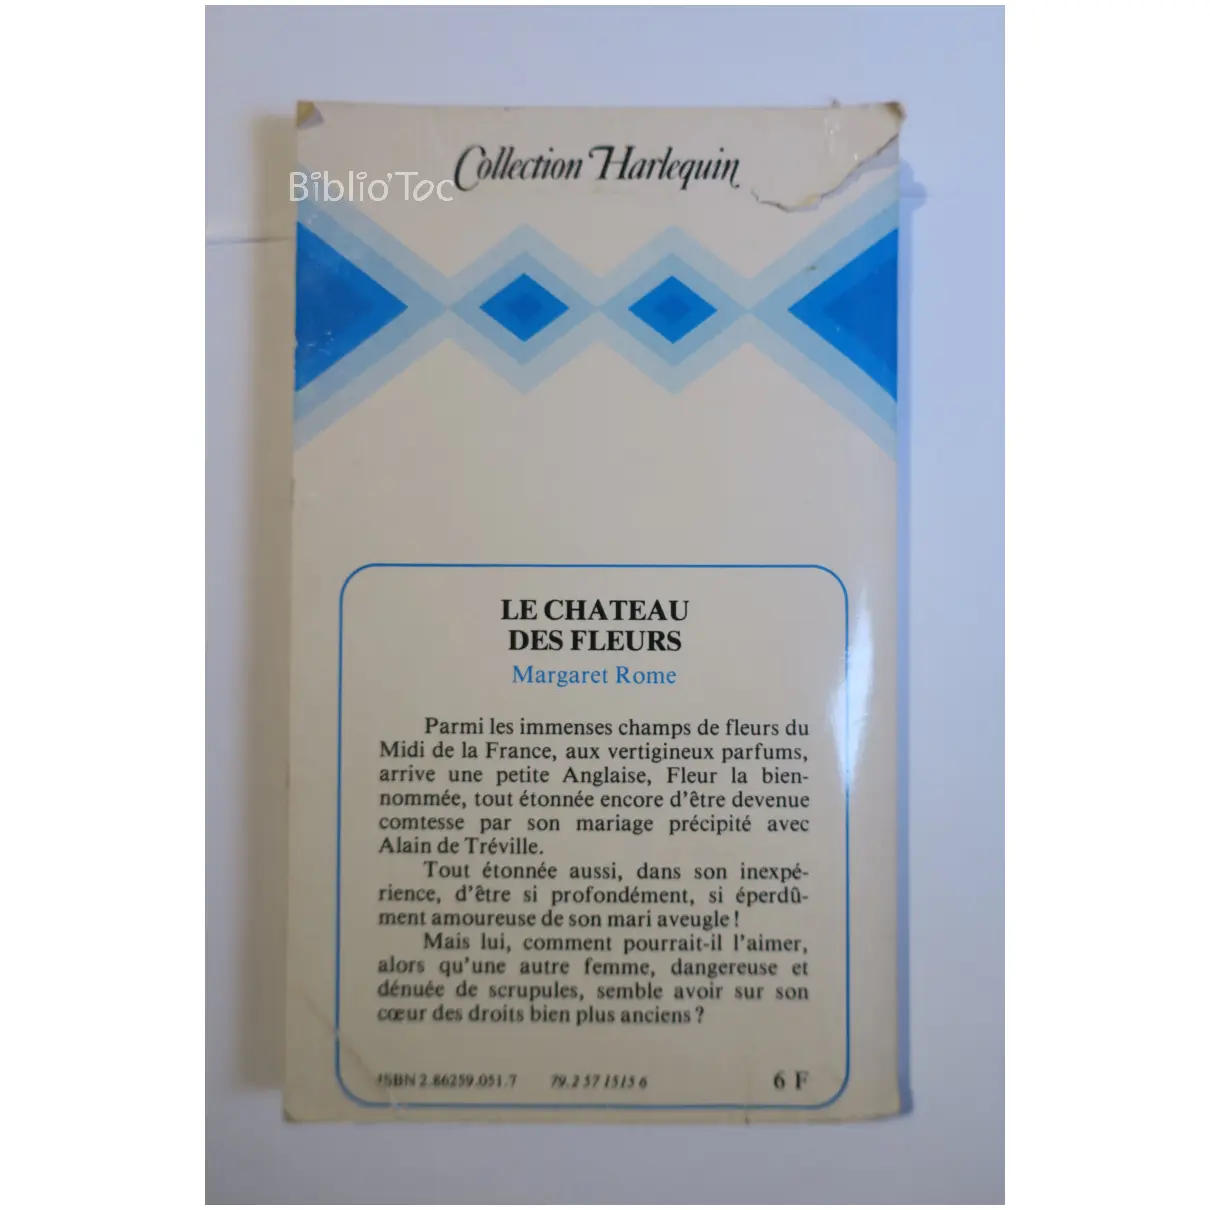 Collection Harlequin
Biblio'Toc
LE CHATEAU
DES FLEURS
Margaret Rome
Parmi les immenses champs de fleurs du
Midi de la France, aux vertigineux parfums,
arrive une petite Anglaise, Fleur la bien-
nommée, tout étonnée encore d'être devenue
comtesse par son mariage précipité avec
Alain de Tréville.
Tout étonnée aussi, dans son inexpé-
rience, d'être si profondément, si éperdû-
ment amoureuse de son mari aveugle !
Mais lui, comment pourrait-il l'aimer,
alors qu'une autre femme, dangereuse et
dénuée de scrupules, semble avoir sur son
cœur des droits bien plus anciens ?
ISBN 2.86259.051.7 79.2 57 1515 6 6 F